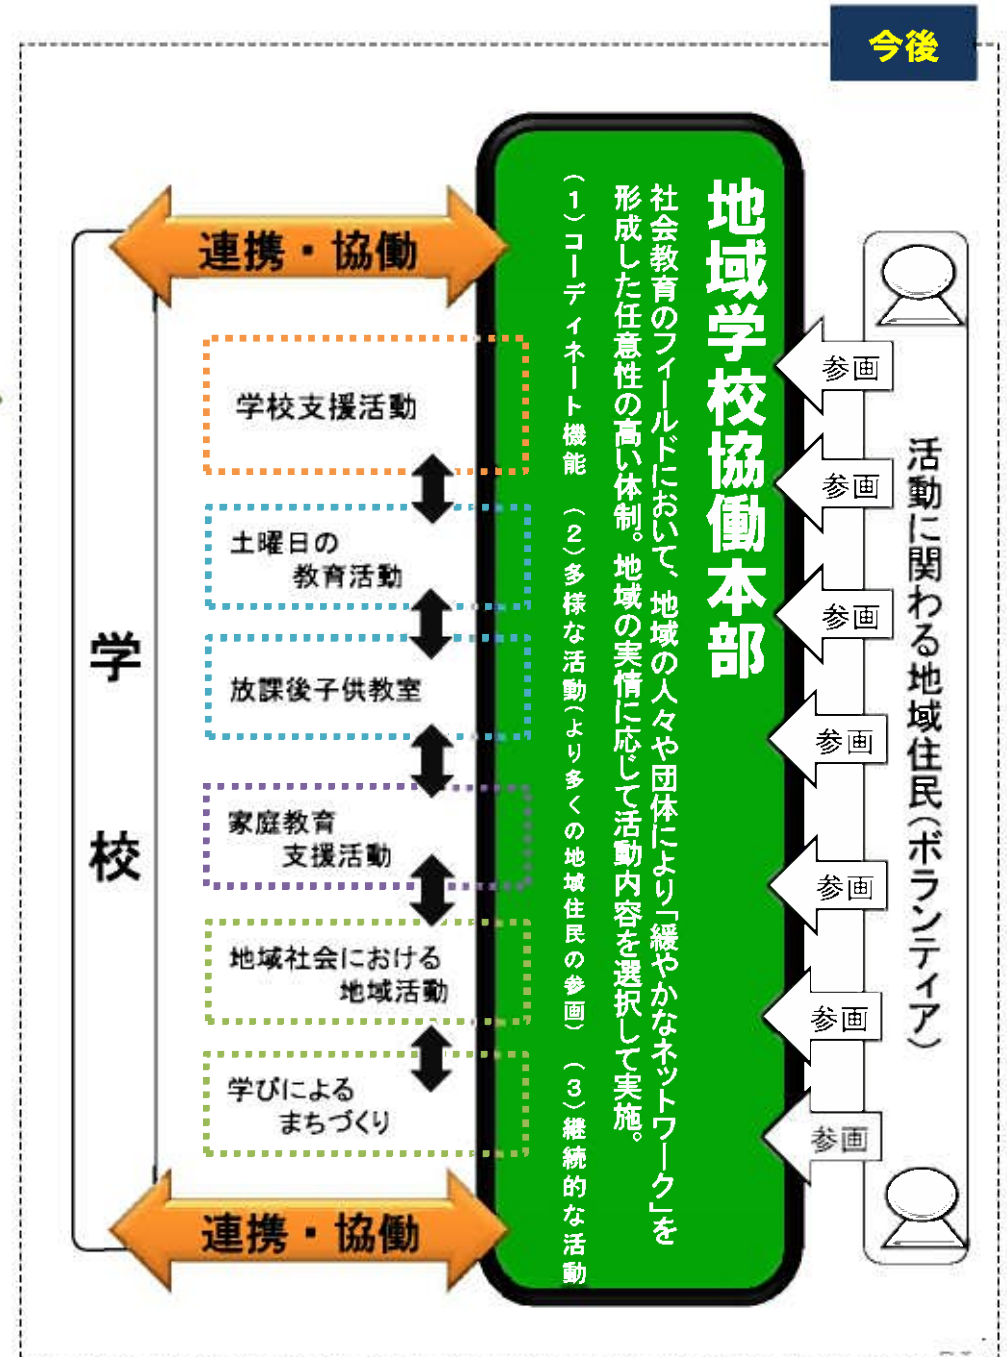 今後
連携・協働
学校
学校支援活動
土曜日の
教育活動
放課後子供教室
家庭教育
支援活動
地域社会における
地域活動
学びによる
まちづくり
連携・協働
地域学校協働本部
社会教育のフィールドにおいて、地域の人々や団体により「緩やかなネットワーク」を
形成した任意性の高い体制。地域の実情に応じて活動内容を選択して実施。
(1)コーディネート機能 (2)多様な活動(より多くの地域住民の参画) (3)継続的な活動
参画
参画
参画
参画
参画
参画
参画
活動に関わる地域住民(ボランティア)